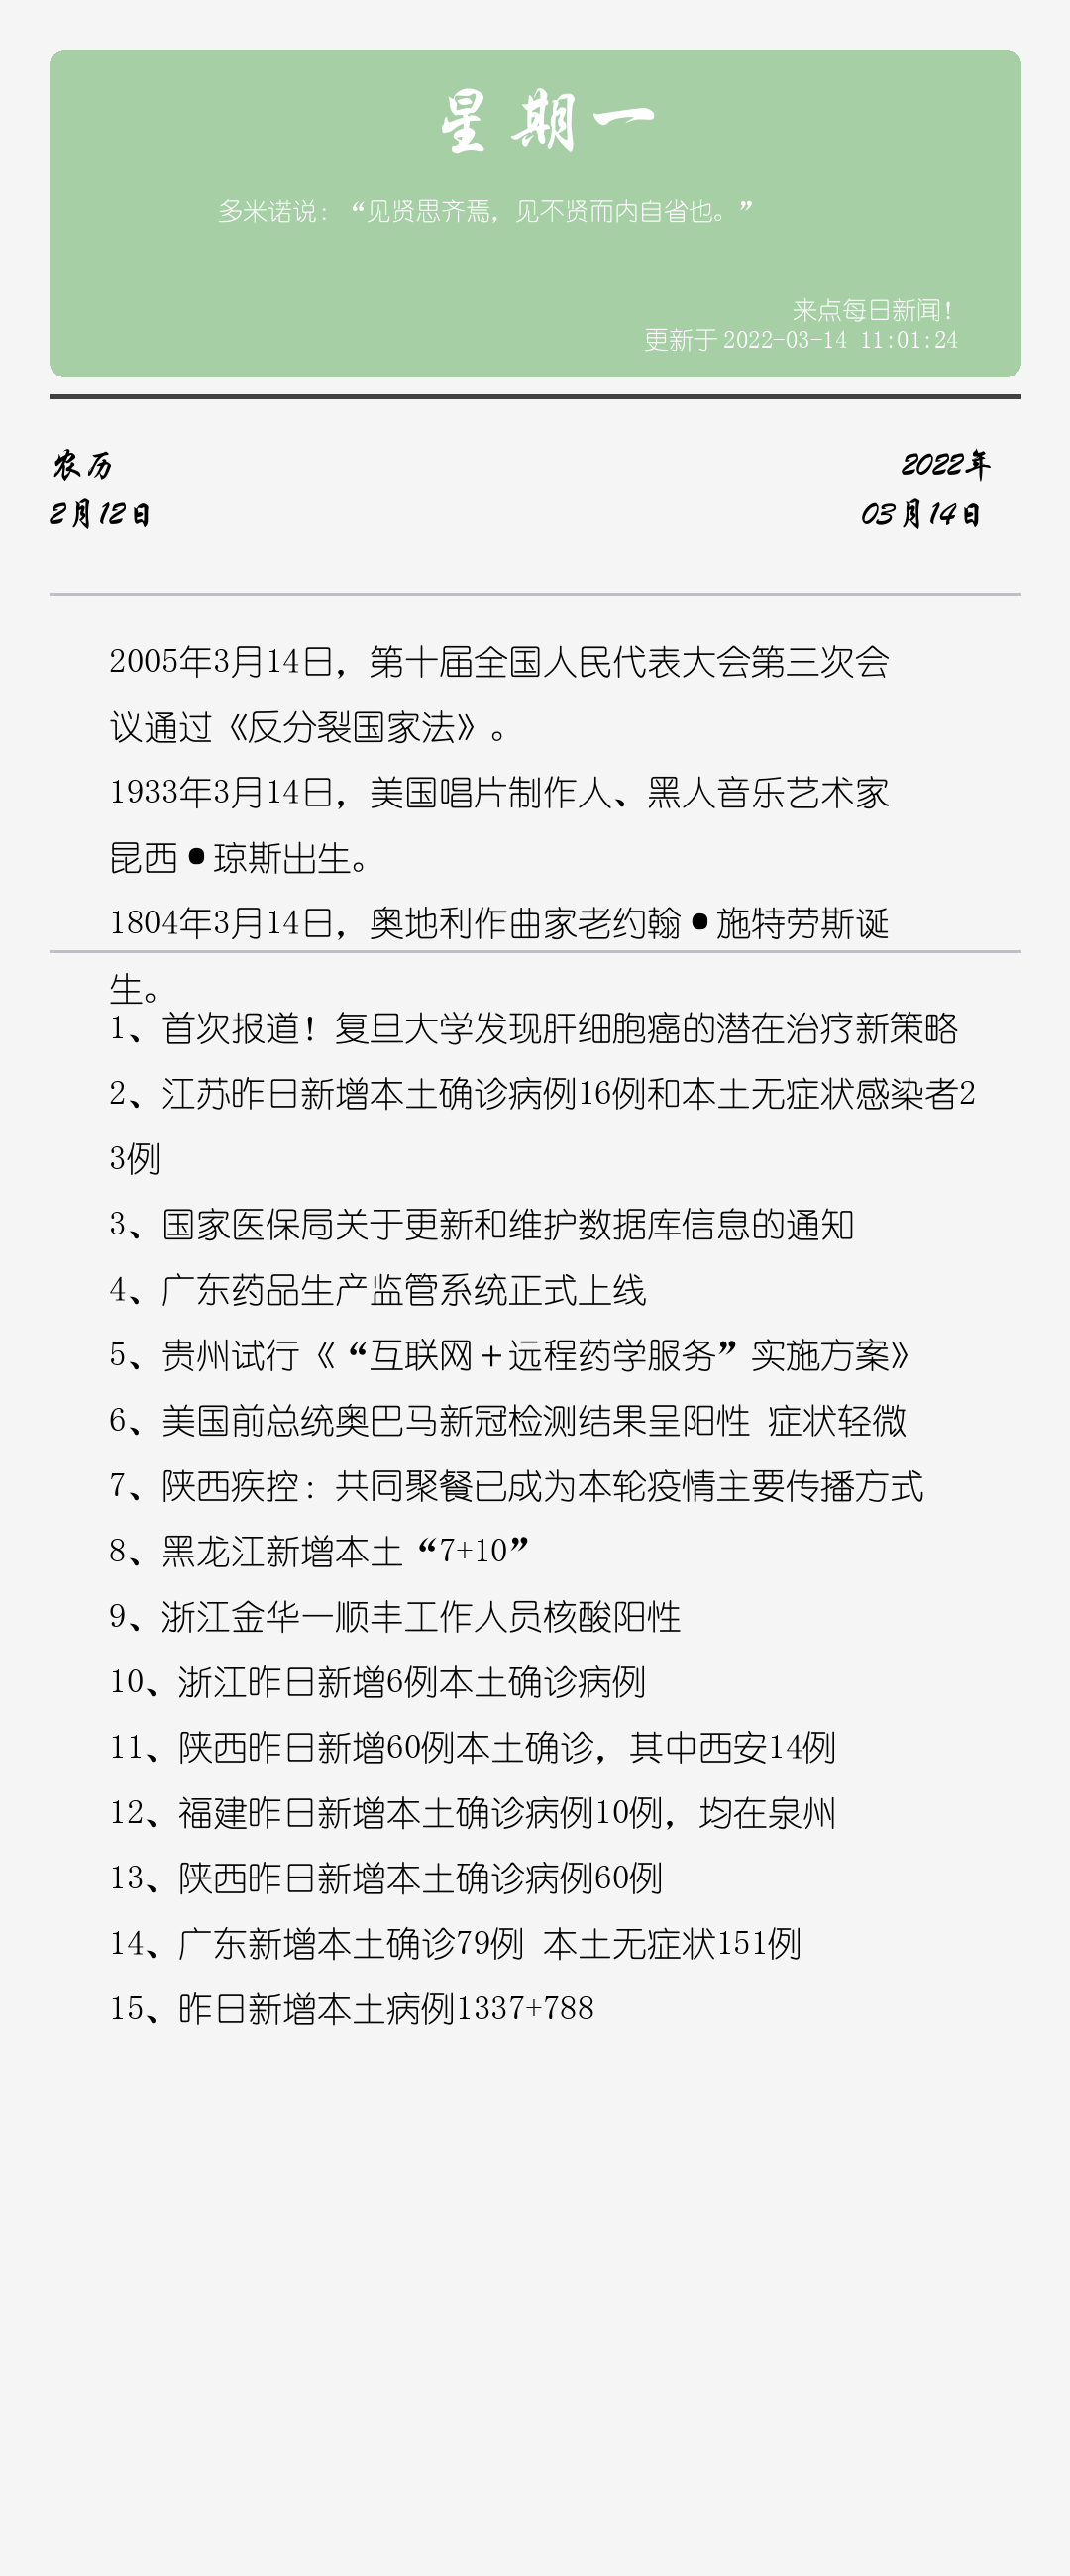 星期一
多米诺说：“见贤思齐焉，见不贤而内自省也。”
来点每日新闻！
更新于 2022-03-14 11:01:24
农历
2022年
2月12日
03月14日
2005年3月14日，第十届全国人民代表大会第三次会
议通过《反分裂国家法》。
1933年3月14日，美国唱片制作人、黑人音乐艺术家
昆西•琼斯出生。
1804年3月14日，奥地利作曲家老约翰•施特劳斯诞
生。
1、首次报道！复旦大学发现肝细胞癌的潜在治疗新策略
2、江苏昨日新增本土确诊病例16例和本土无症状感染者2
3例
3、国家医保局关于更新和维护数据库信息的通知
4、广东药品生产监管系统正式上线
5、贵州试行《“互联网＋远程药学服务”实施方案》
6、美国前总统奥巴马新冠检测结果呈阳性 症状轻微
7、陕西疾控：共同聚餐已成为本轮疫情主要传播方式
8、黑龙江新增本土“7+10”
9、浙江金华一顺丰工作人员核酸阳性
10、浙江昨日新增6例本土确诊病例
11、陕西昨日新增60例本土确诊，其中西安14例
12、福建昨日新增本土确诊病例10例，均在泉州
13、陕西昨日新增本土确诊病例60例
14、广东新增本土确诊79例 本土无症状151例
15、昨日新增本土病例1337+788